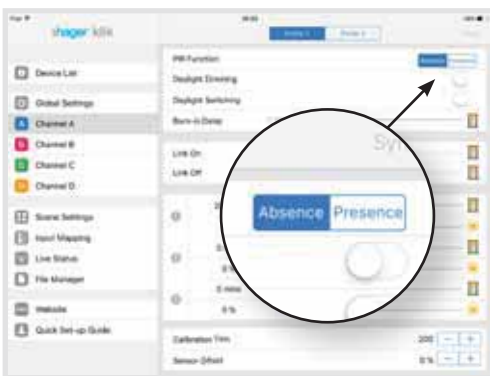 :hager klik
Device List
Global Settings
A Channel A
Channel B
Channel C
Channel D
Scene Settings
Input Mapping
Live Status
File Manager
Website
Quick Set-up Guide
PIR Function
Daylight Dimming
Daylight Switching
Burn-in Delay
Link On
Link Off
Absence Presence
0 %
0 mins
0 %
Calibration Trim 200 - +
Sensor Offset 0 % - +